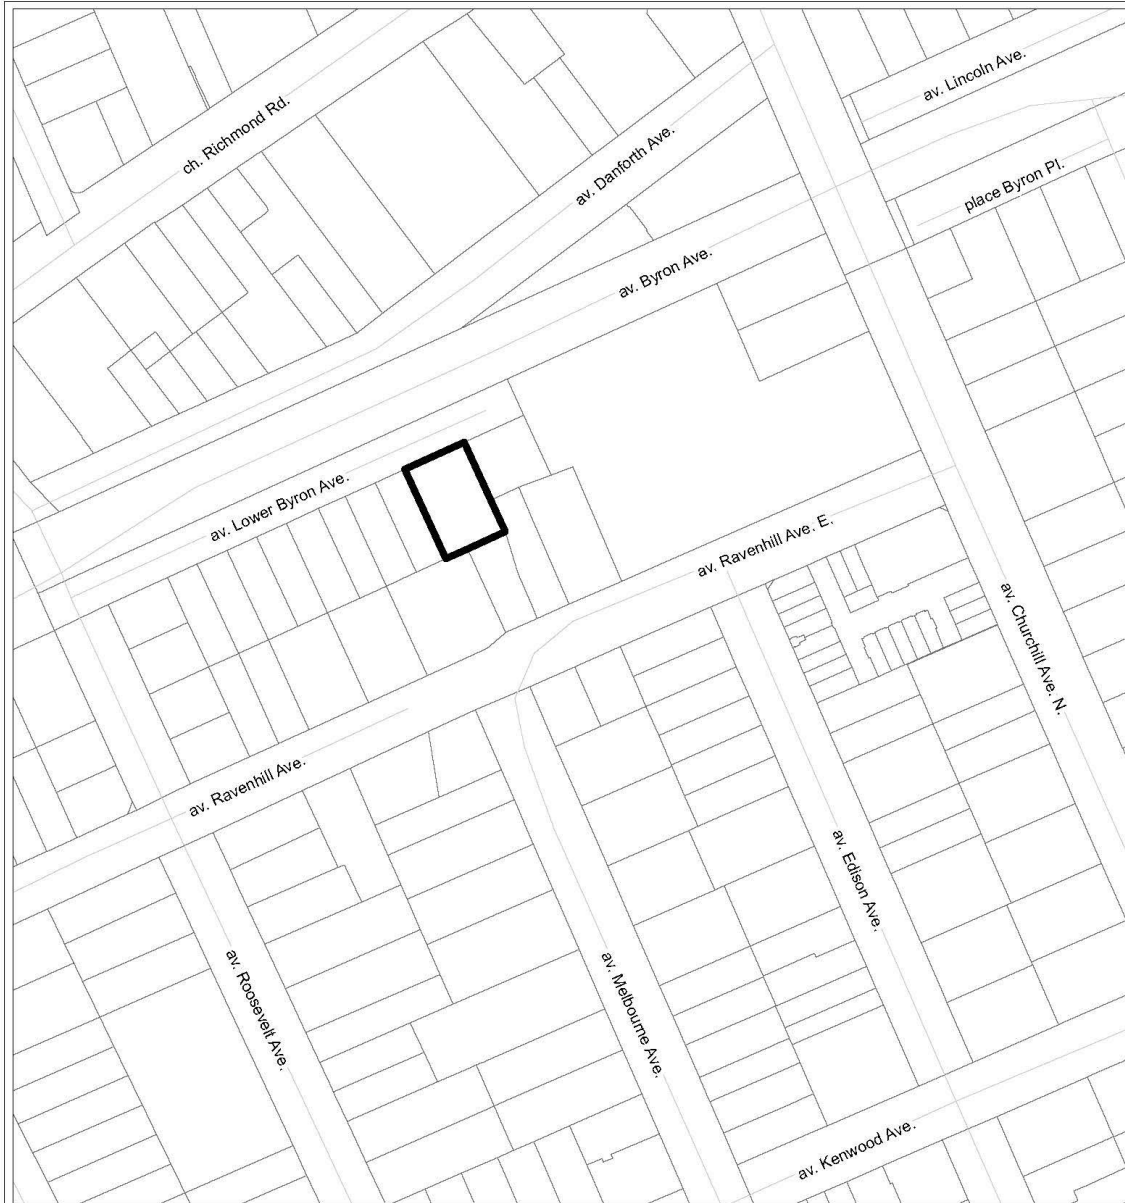 av. Lincoln Ave.
ch. Richmond Rd.
av. Danforth Ave.
place Byron Pl.
av. Byron Ave.
av. Lower Byron Ave.
av. Ravenhill Ave. E.
av. Churchill Ave. N.
av. Ravenhill Ave.
av. Edison Ave.
av. Roosevelt Ave.
av. Melbourne Ave.
av. Kenwood Ave.